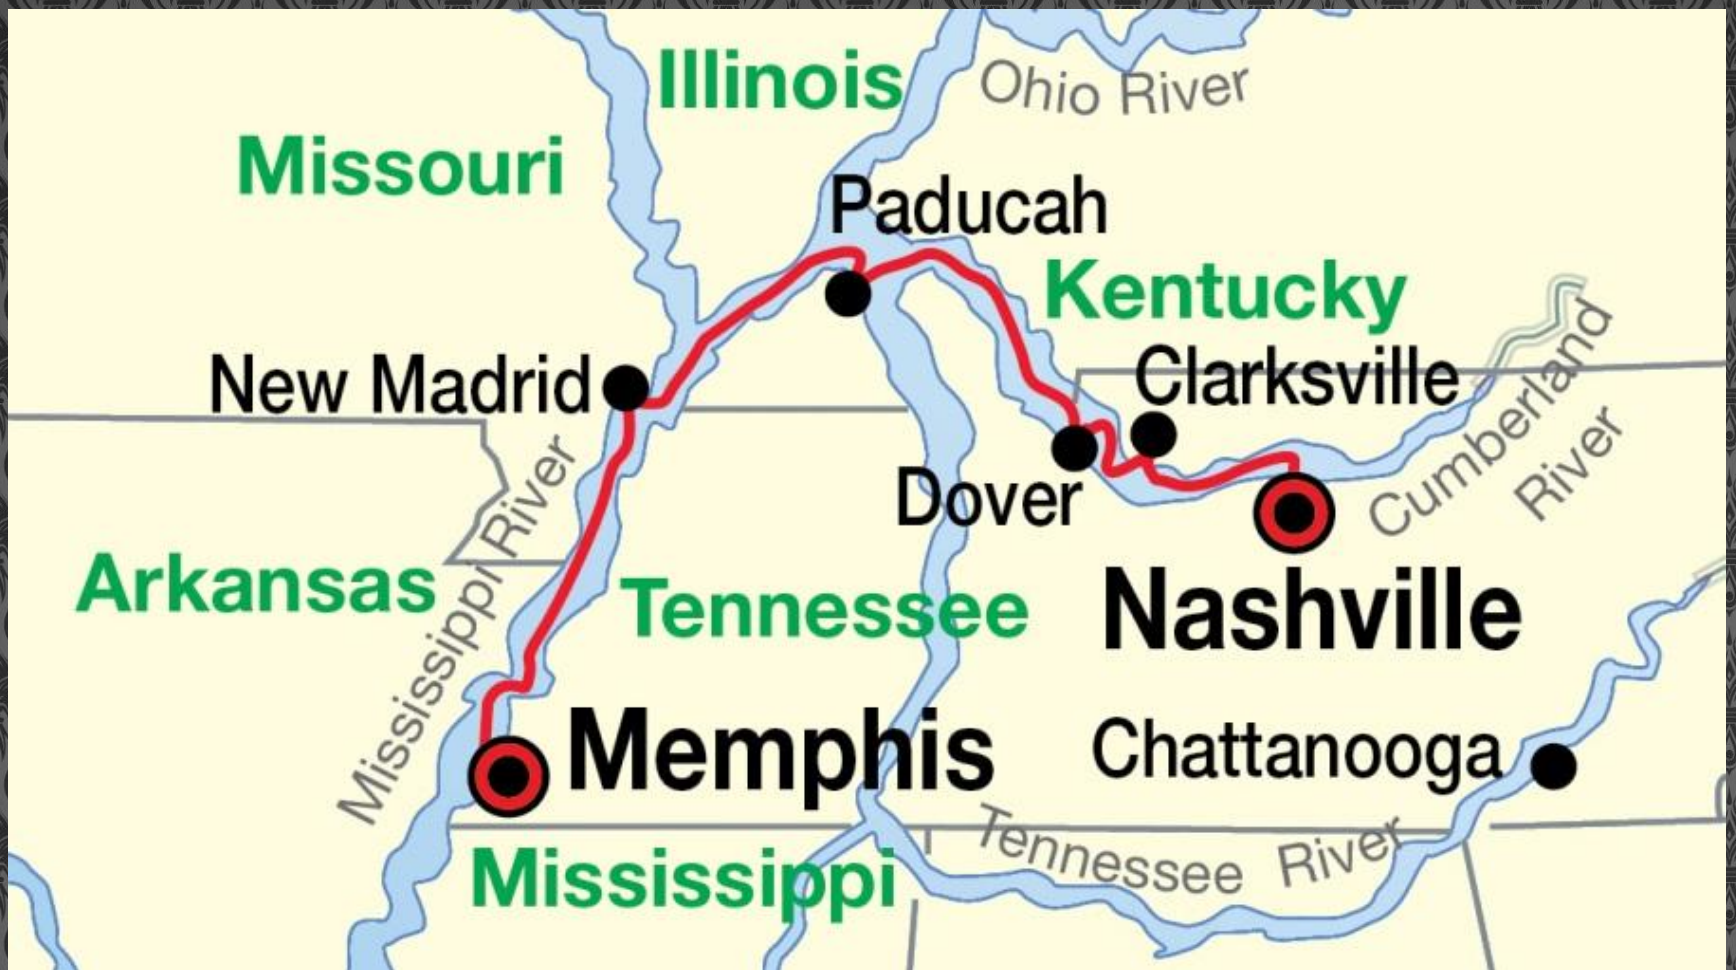 Illinois
Ohio River
Missouri
Paducah
Kentucky
New Madrid
Clarksville
Cumberland
River
Dover
Mississippi River
Arkansas
Tennessee
Nashville
Memphis
Chattanooga
Tennessee River
Mississippi